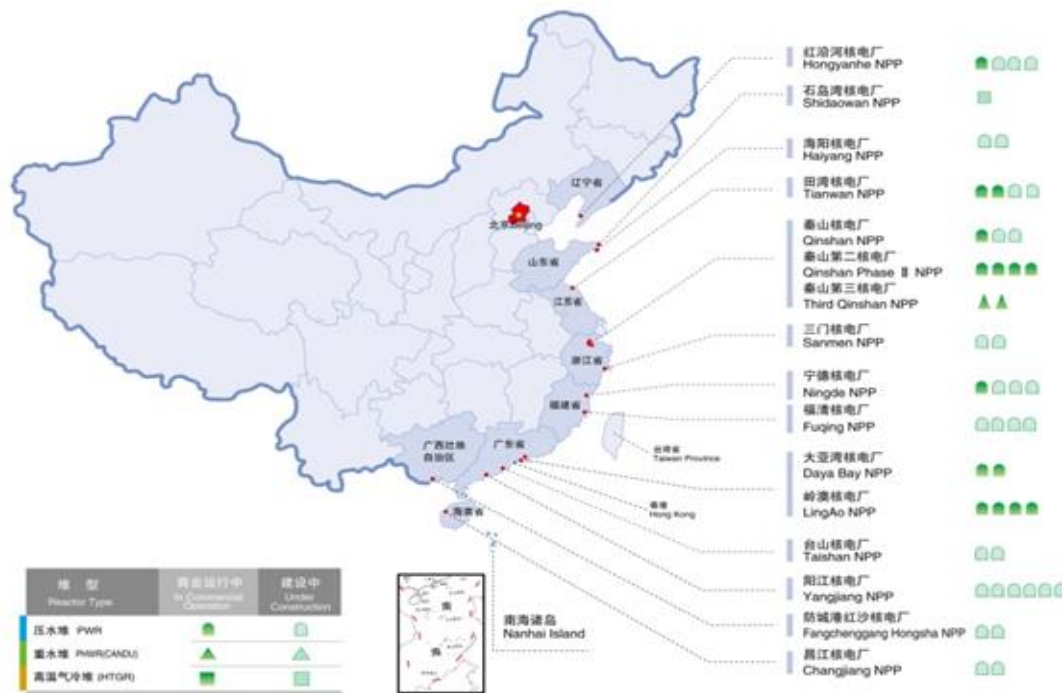 红沿河核电厂
Hongyanhe NPP
石岛湾核电厂
Shidaowan NPP
海阳核电厂
Haiyang NPP
田湾核电厂
Tianwan NPP
秦山核电厂
Qinshan NPP
秦山第二核电厂
Qinshan Phase Ⅱ NPP
秦山第三核电厂
Third Qinshan NPP
三门核电厂
Sanmen NPP
宁德核电厂
Ningde NPP
福清核电厂
Fuqing NPP
大亚湾核电厂
Daya Bay NPP
岭澳核电厂
LingAo NPP
台山核电厂
Taishan NPP
阳江核电厂
Yangjiang NPP
防城港红沙核电厂
Fangchenggang Hongsha NPP
昌江核电厂
Changjiang NPP
辽宁省
北京Beijing
山东省
江苏省
浙江省
福建省
广西壮族
自治区
广东省
海南省
台湾省
Taiwan Province
香港
Hong Kong
南海诸岛
Nanhai Island
堆 型
Reactor Type
商业运行中
In Commercial
Operation
建设中
Under
Construction
压水堆 PWR
重水堆 PHWR(CANDU)
高温气冷堆 (HTGR)
南
海